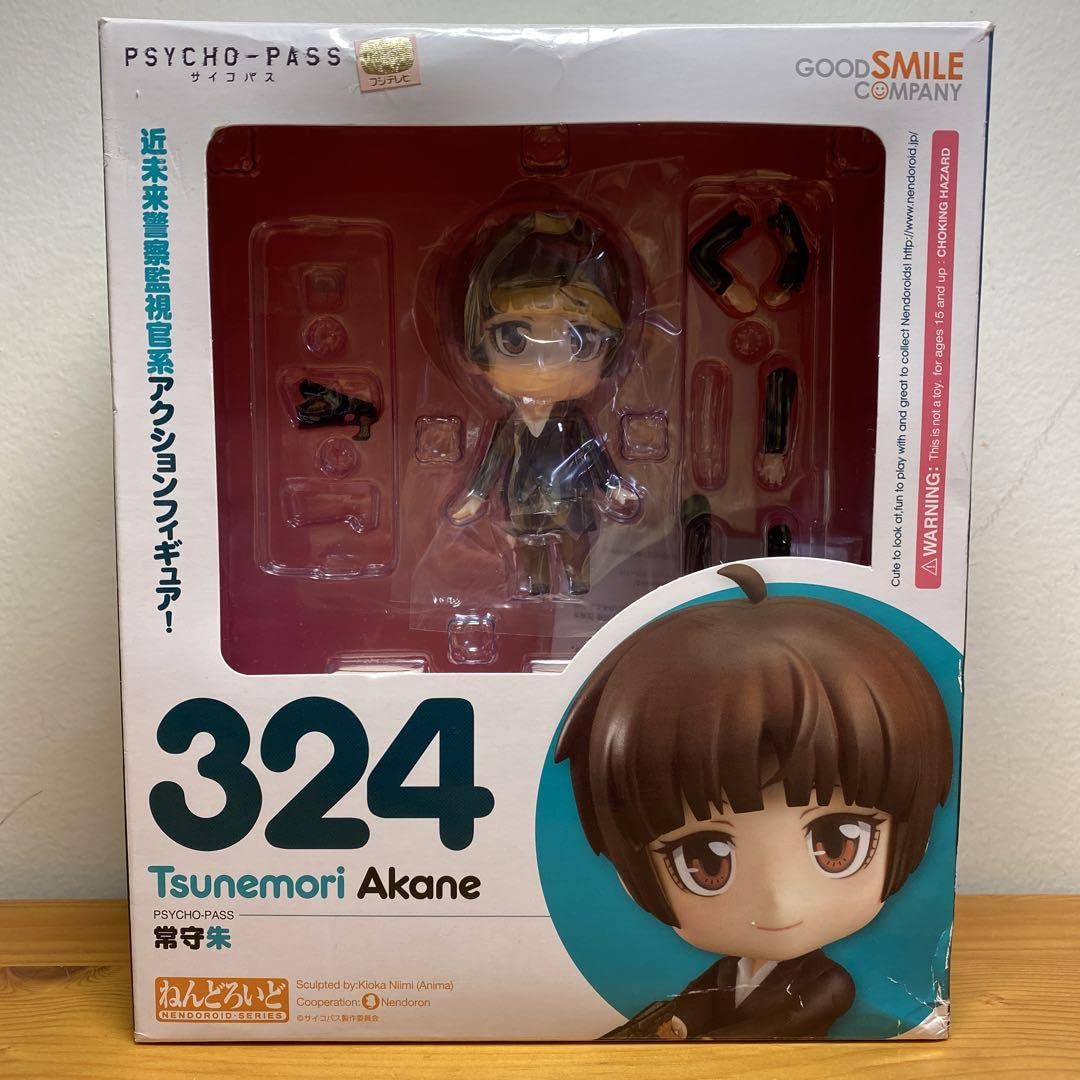 PSYCHO-PASS
サイコパス
フジテレビ
GOOD SMILE
COMPANY
近未来警察監視官系アクションフィギュア!
Cute to look at,fun to play with and great to collect Nendoroids! http://www.nendoroid.jp/
WARNING: This is not a toy. for ages 15 and up : CHOKING HAZARD
324
Tsunemori Akane
PSYCHO-PASS
常守朱
ねんどろいど
NENDOROID・SERIES
Sculpted by:Kioka Niimi (Anima)
Cooperation: Nendoron
©サイコパス製作委員会